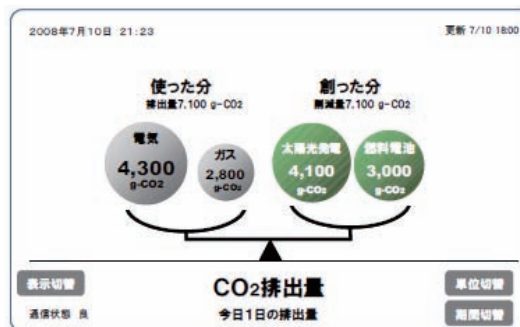 2008年7月10日 21:23
更新 7/10 18:00
使った分
排出量7,100 g-CO2
創った分
削減量7,100 g-CO2
電気
4,300
g-CO2
ガス
2,800
g-CO2
太陽光発電
4,100
g-CO2
燃料電池
3,000
g-CO2
表示切替
CO2排出量
単位切替
通信状態 良
今日1日の排出量
期間切替